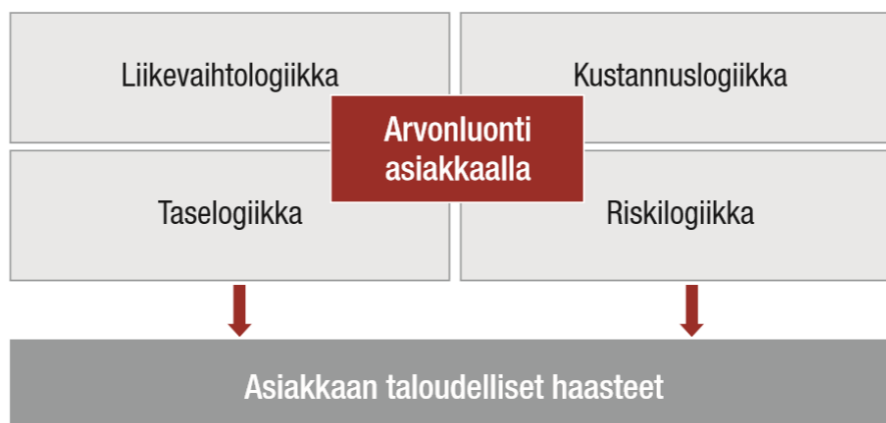 Liikevaihtologiikka
Kustannuslogiikka
Arvonluonti
asiakkaalla
Taselogiikka
Riskilogiikka
Asiakkaan taloudelliset haasteet